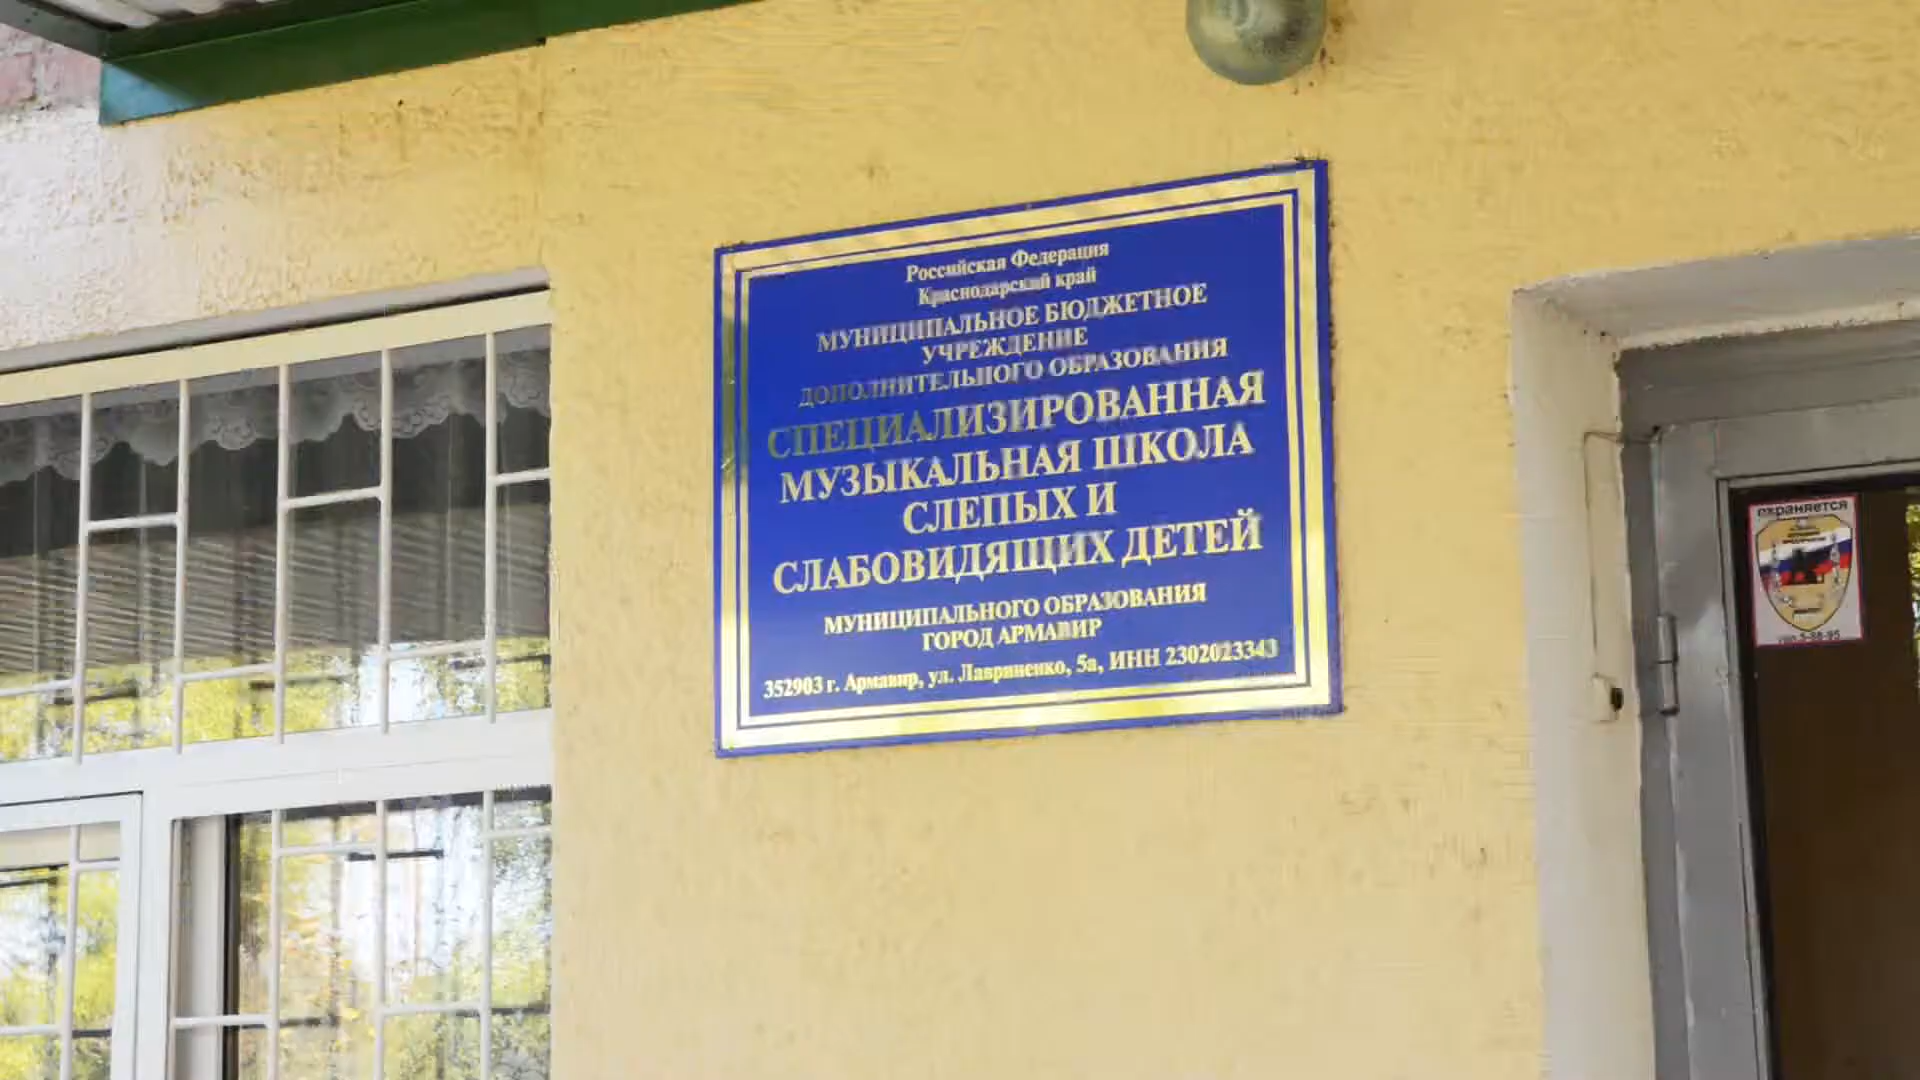 Российская Федерация
Краснодарский край
МУНИЦИПАЛЬНОЕ БЮДЖЕТНОЕ
УЧРЕЖДЕНИЕ
ДОПОЛНИТЕЛЬНОГО ОБРАЗОВАНИЯ
СПЕЦИАЛИЗИРОВАННАЯ
МУЗЫКАЛЬНАЯ ШКОЛА
СЛЕПЫХ И
СЛАБОВИДЯЩИХ ДЕТЕЙ
МУНИЦИПАЛЬНОГО ОБРАЗОВАНИЯ
ГОРОД АРМАВИР
352903 г. Армавир, ул. Лавриненко, 5а, ИНН 2302023343
охраняется